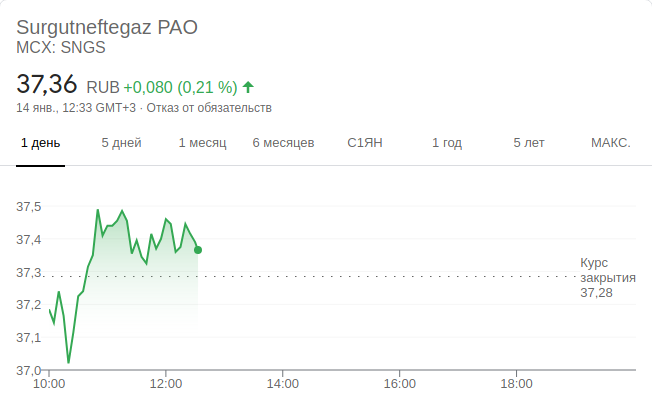 Surgutneftegaz PAO
MCX: SNGS
37,36 RUB +0,080 (0,21 %)
14 янв., 12:33 GMT+3 · Отказ от обязательств
1 день 5 дней 1 месяц 6 месяцев С1ЯН 1 год 5 лет МАКС.
37,5
37,4
37,3
37,2
37,1
37,0
Курс
закрытия
37,28
10:00 12:00 14:00 16:00 18:00